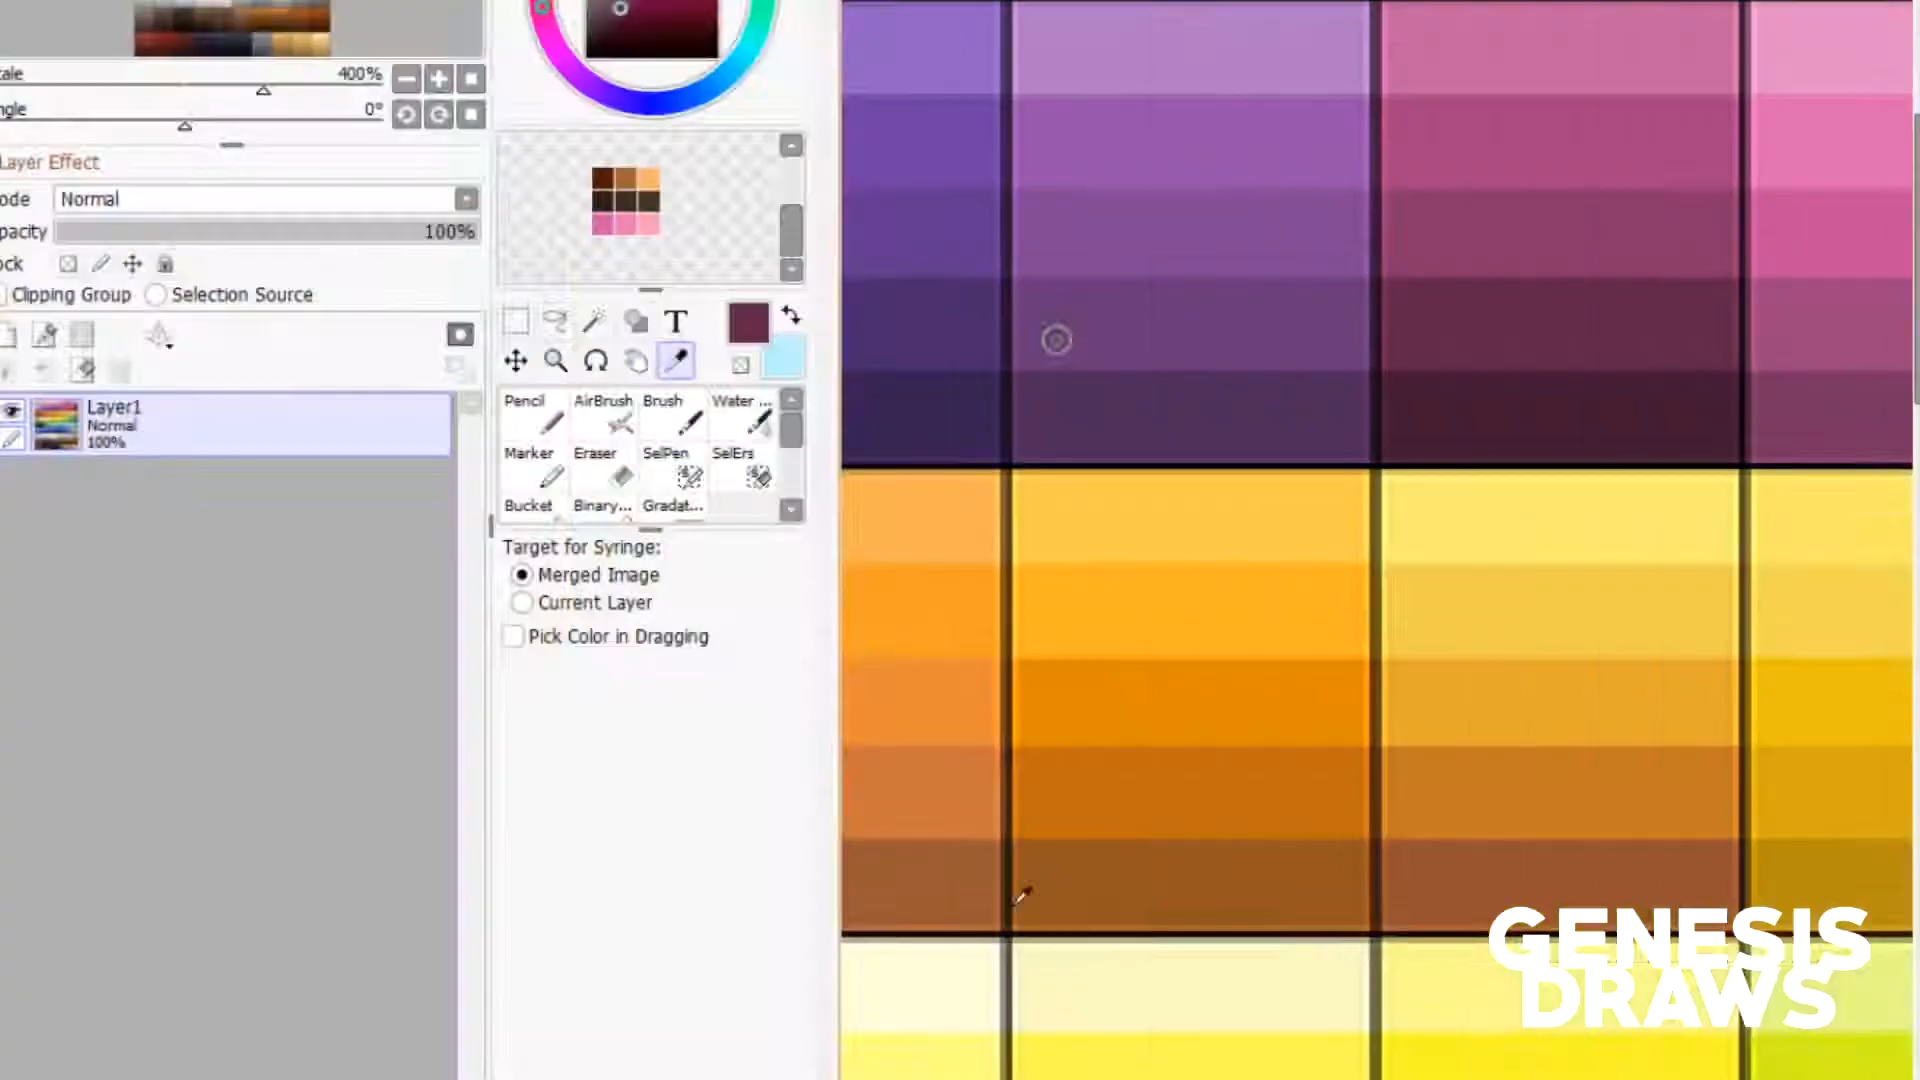 ale 400%
ngle 0°
Layer Effect
ode Normal
pacity 100%
ock
Clipping Group Selection Source
Layer1
Normal
100%
T
Pencil AirBrush Brush Water ...
Marker Eraser SelPen SelErs
Bucket Binary... Gradat...
Target for Syringe:
Merged Image
Current Layer
Pick Color in Dragging
GENESIS
DRAWS